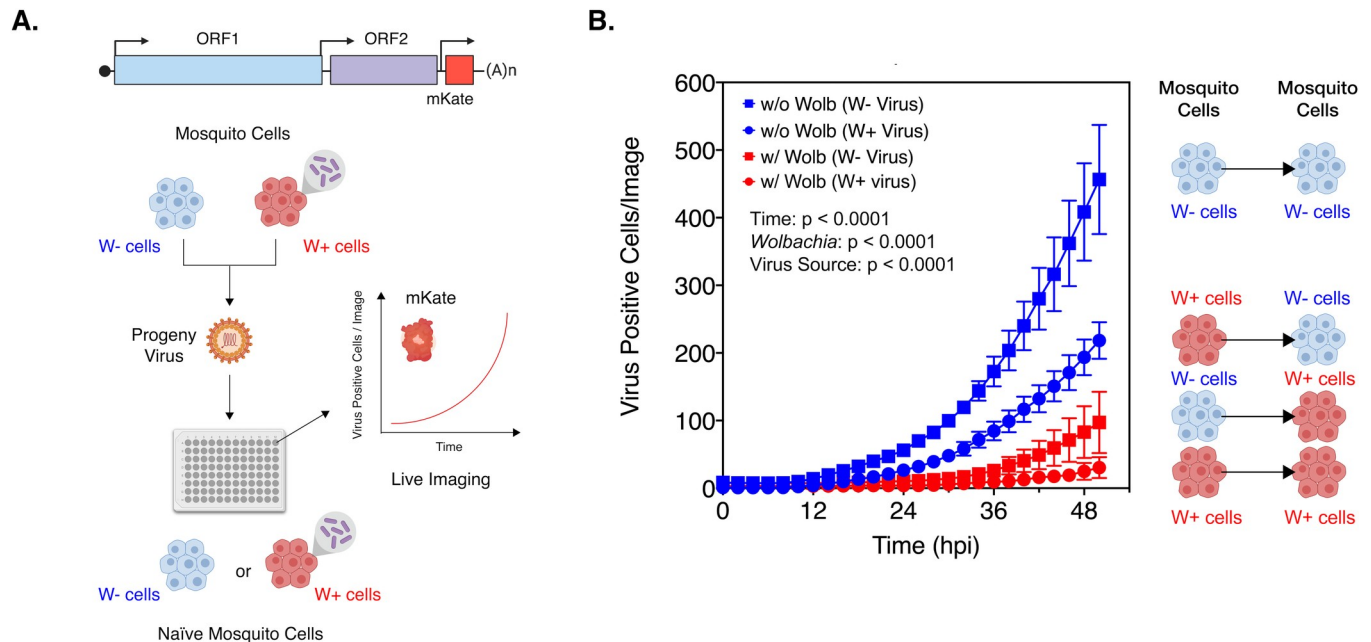 A.
ORF1
ORF2
(A)n
mKate
Mosquito Cells
W- cells
W+ cells
Progeny
Virus
Virus Positive Cells / Image
mKate
Time
Live Imaging
W- cells
or
W+ cells
Naïve Mosquito Cells
B.
Virus Positive Cells/Image
600
500
400
300
200
100
0
0
12
24
36
48
Time (hpi)
w/o Wolb (W- Virus)
w/o Wolb (W+ Virus)
w/ Wolb (W- Virus)
w/ Wolb (W+ virus)
Time: p < 0.0001
Wolbachia: p < 0.0001
Virus Source: p < 0.0001
Mosquito
Cells
Mosquito
Cells
W- cells
W- cells
W+ cells
W- cells
W- cells
W+ cells
W+ cells
W+ cells